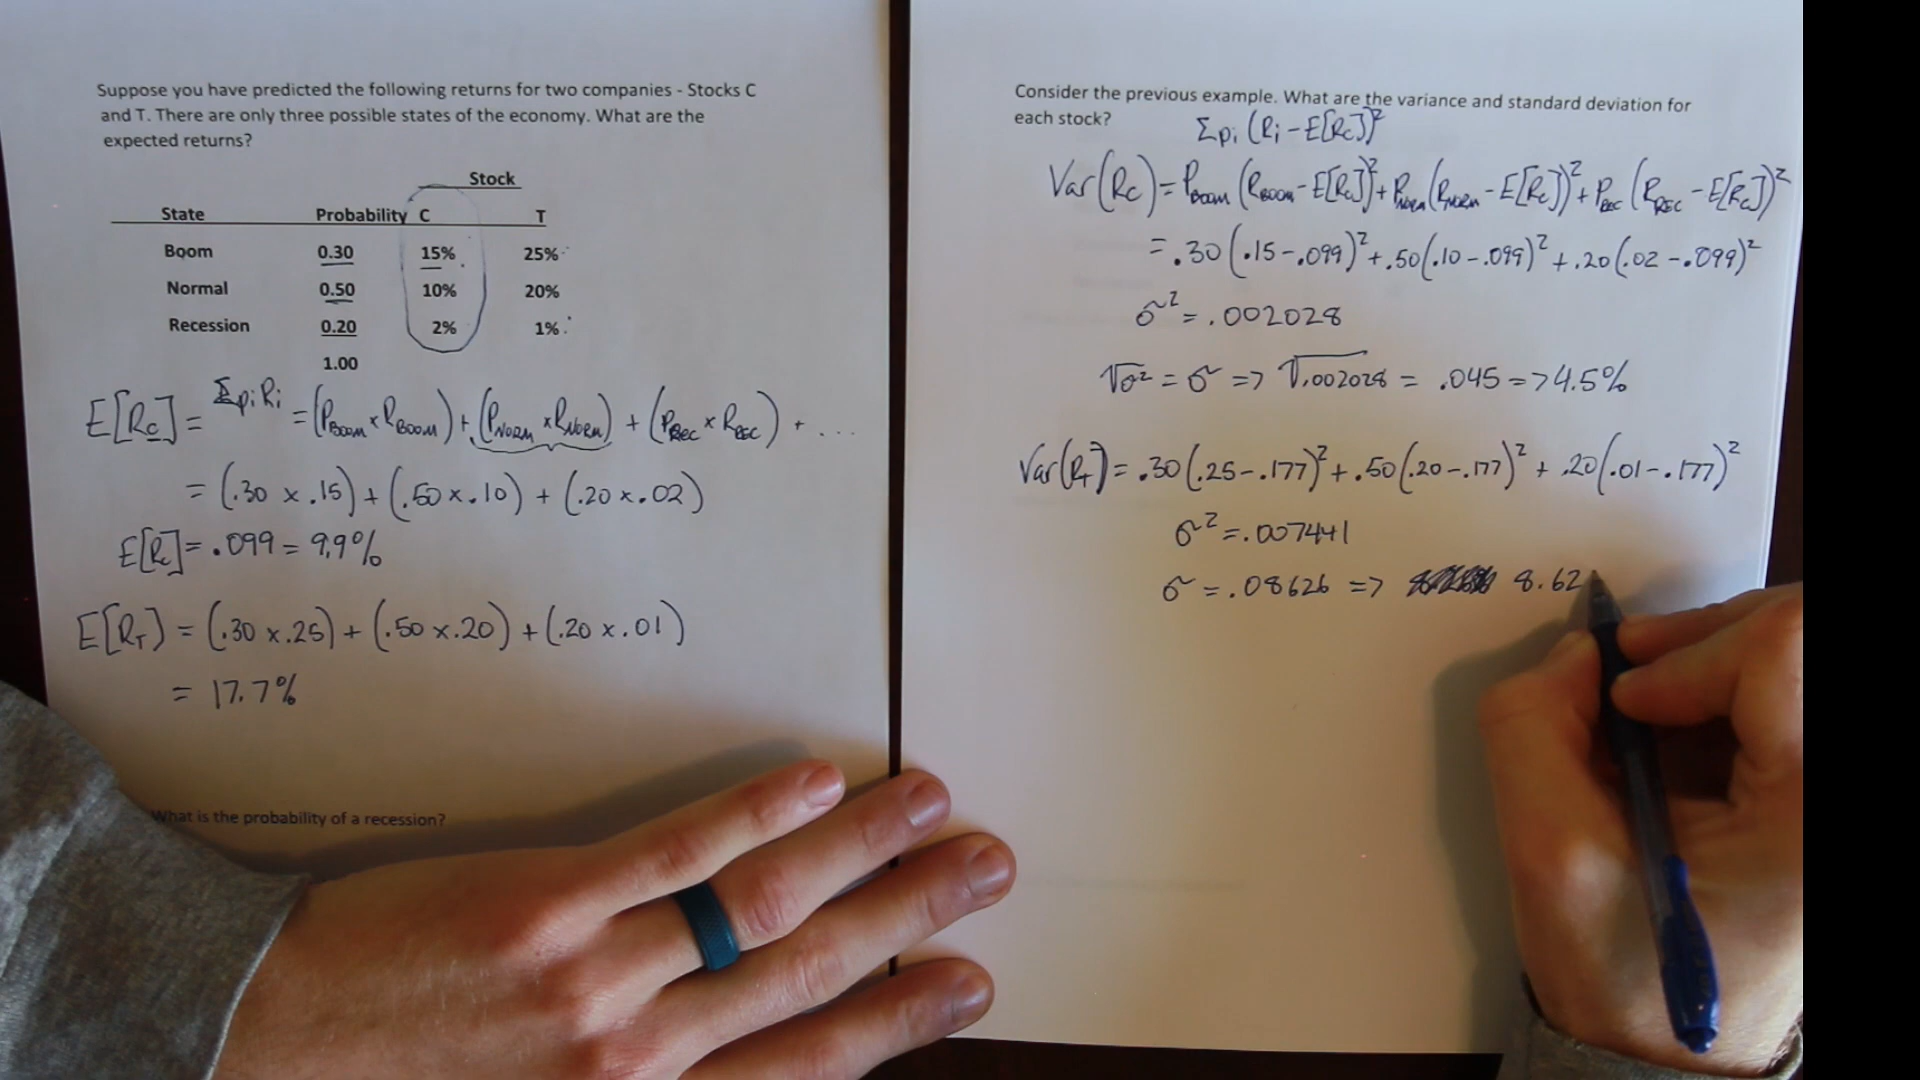 Suppose you have predicted the following returns for two companies - Stocks C
and T. There are only three possible states of the economy. What are the
expected returns?
Stock
State Probability C T
Boom 0.30 15% 25%
Normal 0.50 10% 20%
Recession 0.20 2% 1%
1.00
E[Rc] = Σpi Ri = (PBOOM × RBOOM) + (PNORM × RNORM) + (PREC × RREC) + ...
= (.30 × .15) + (.50 × .10) + (.20 × .02)
E[Rc] = .099 = 9.9%
E[RT) = (.30 × .25) + (.50 × .20) + (.20 × .01)
= 17.7%
What is the probability of a recession?
Consider the previous example. What are the variance and standard deviation for
each stock?
Σpi (Ri - E[Rc])²
Var(Rc) = PBOOM (RBOOM - E[Rc])² + PNORM (RNORM - E[Rc])² + PREC (RREC - E[Rc])²
= .30(.15 - .099)² + .50(.10 - .099)² + .20(.02 - .099)²
σ² = .002028
√σ² = σ => √.002028 = .045 => 4.5%
Var(RT) = .30(.25 - .177)² + .50(.20 - .177)² + .20(.01 - .177)²
σ² = .007441
σ = .08626 => 8.62